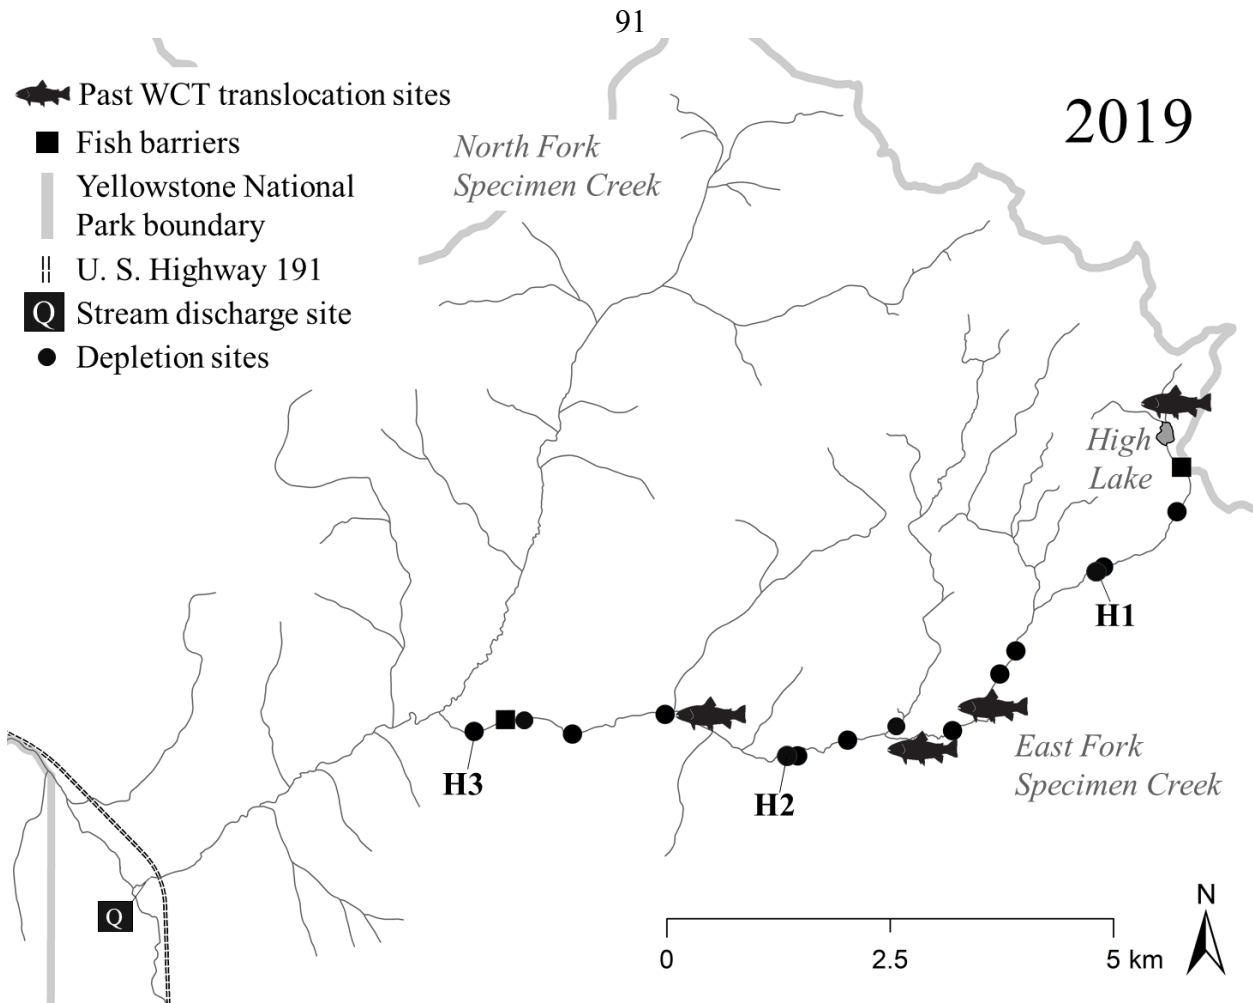 91
Past WCT translocation sites
Fish barriers
Yellowstone National
Park boundary
U. S. Highway 191
Q Stream discharge site
Depletion sites
2019
North Fork
Specimen Creek
High
Lake
H1
H3
H2
East Fork
Specimen Creek
Q
N
0 2.5 5 km